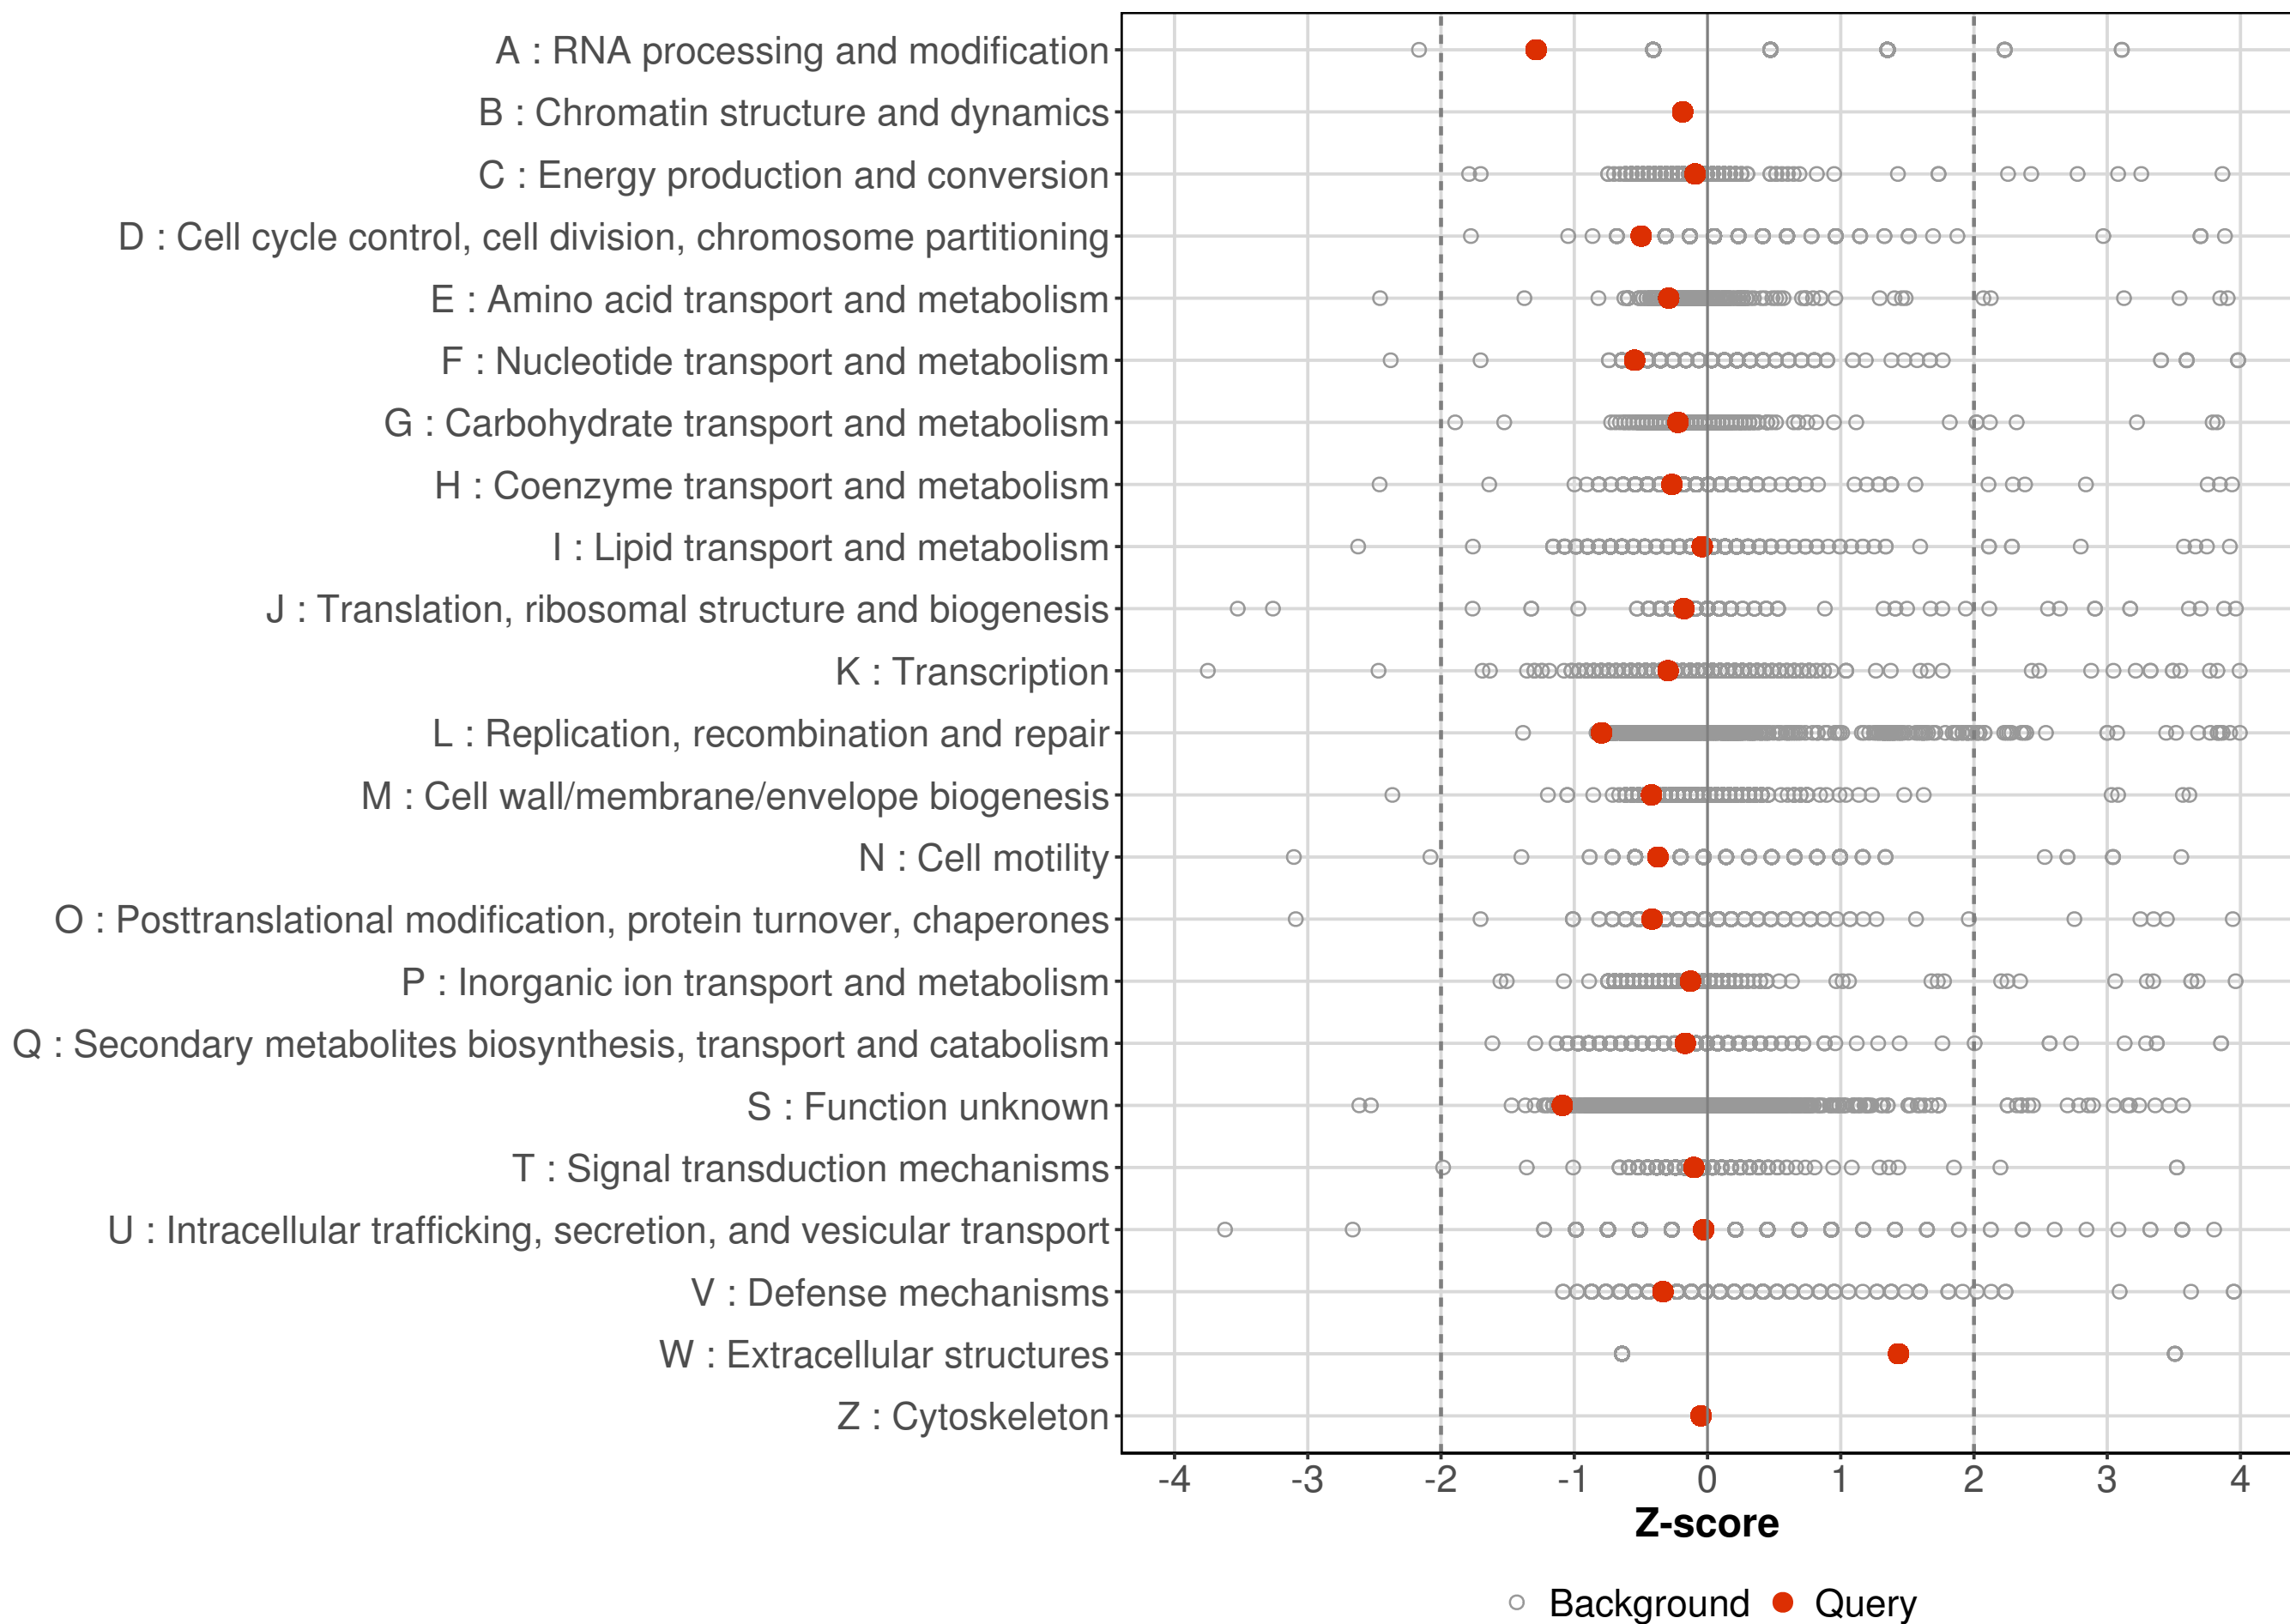 A : RNA processing and modification
B : Chromatin structure and dynamics
C : Energy production and conversion
D : Cell cycle control, cell division, chromosome partitioning
E : Amino acid transport and metabolism
F : Nucleotide transport and metabolism
G : Carbohydrate transport and metabolism
H : Coenzyme transport and metabolism
I : Lipid transport and metabolism
J : Translation, ribosomal structure and biogenesis
K : Transcription
L : Replication, recombination and repair
M : Cell wall/membrane/envelope biogenesis
N : Cell motility
O : Posttranslational modification, protein turnover, chaperones
P : Inorganic ion transport and metabolism
Q : Secondary metabolites biosynthesis, transport and catabolism
S : Function unknown
T : Signal transduction mechanisms
U : Intracellular trafficking, secretion, and vesicular transport
V : Defense mechanisms
W : Extracellular structures
Z : Cytoskeleton
-4 -3 -2 -1 0 1 2 3 4
Z-score
Background Query